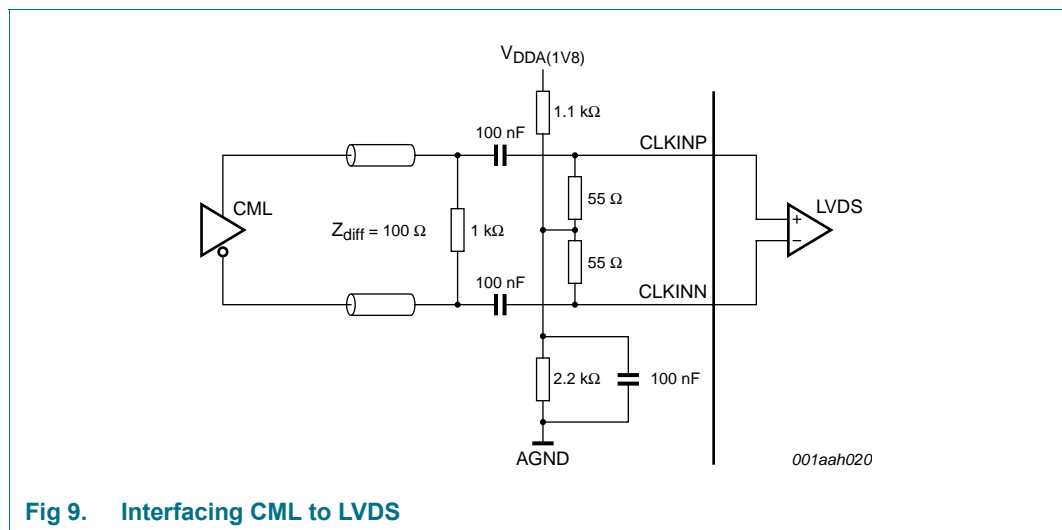 VDDA(1V8)
1.1 kΩ
100 nF
CLKINP
CML
55 Ω
LVDS
+
−
Zdiff = 100 Ω
1 kΩ
55 Ω
100 nF
CLKINN
2.2 kΩ
100 nF
AGND
001aah020
Fig 9. Interfacing CML to LVDS